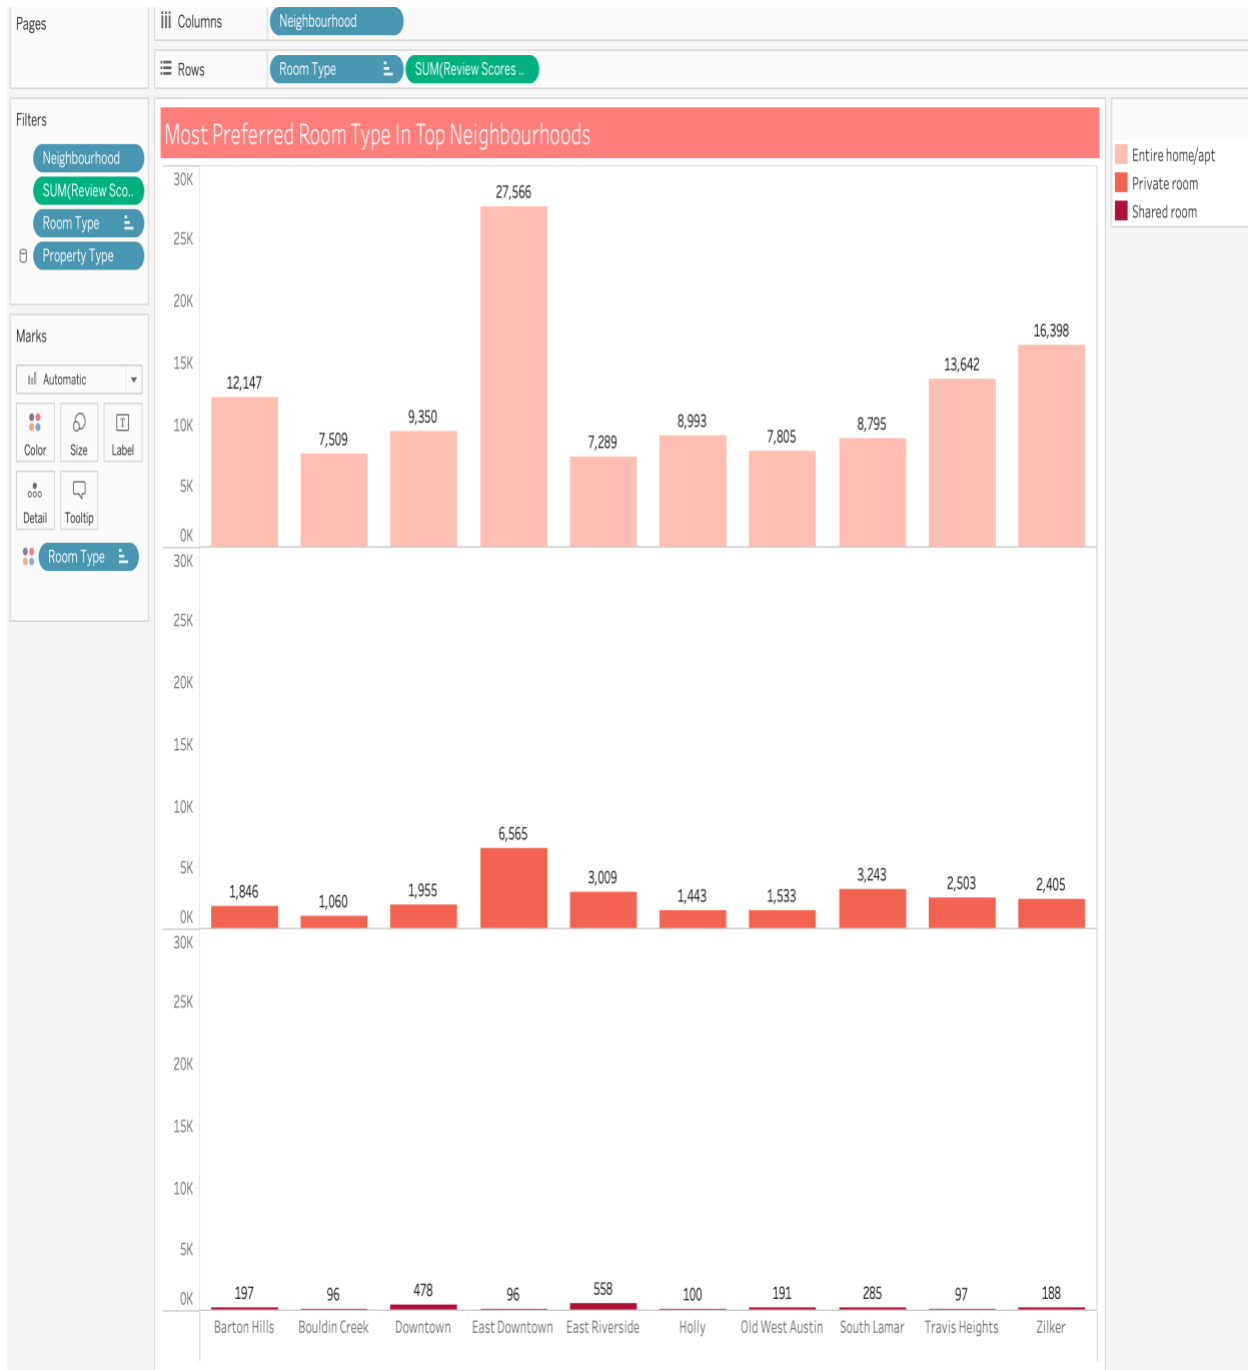 Pages
Columns
Neighbourhood
Rows
Room Type
SUM(Review Scores ..
Filters
Neighbourhood
SUM(Review Sco..
Room Type
Property Type
Marks
Automatic
Color
Size
Label
Detail
Tooltip
Room Type
Most Preferred Room Type In Top Neighbourhoods
Entire home/apt
Private room
Shared room
30K
25K
20K
15K
10K
5K
0K
12,147
7,509
9,350
27,566
7,289
8,993
7,805
8,795
13,642
16,398
30K
25K
20K
15K
10K
5K
0K
1,846
1,060
1,955
6,565
3,009
1,443
1,533
3,243
2,503
2,405
30K
25K
20K
15K
10K
5K
0K
197
96
478
96
558
100
191
285
97
188
Barton Hills
Bouldin Creek
Downtown
East Downtown
East Riverside
Holly
Old West Austin
South Lamar
Travis Heights
Zilker